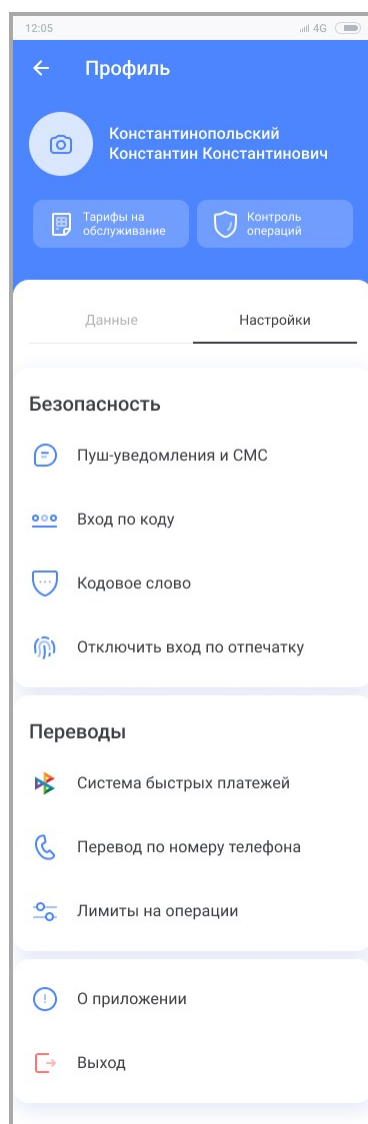 12:05
4G
Профиль
Константинопольский
Константин Константинович
Тарифы на
обслуживание
Контроль
операций
Данные
Настройки
Безопасность
Пуш-уведомления и СМС
Вход по коду
Кодовое слово
Отключить вход по отпечатку
Переводы
Система быстрых платежей
Перевод по номеру телефона
Лимиты на операции
О приложении
Выход